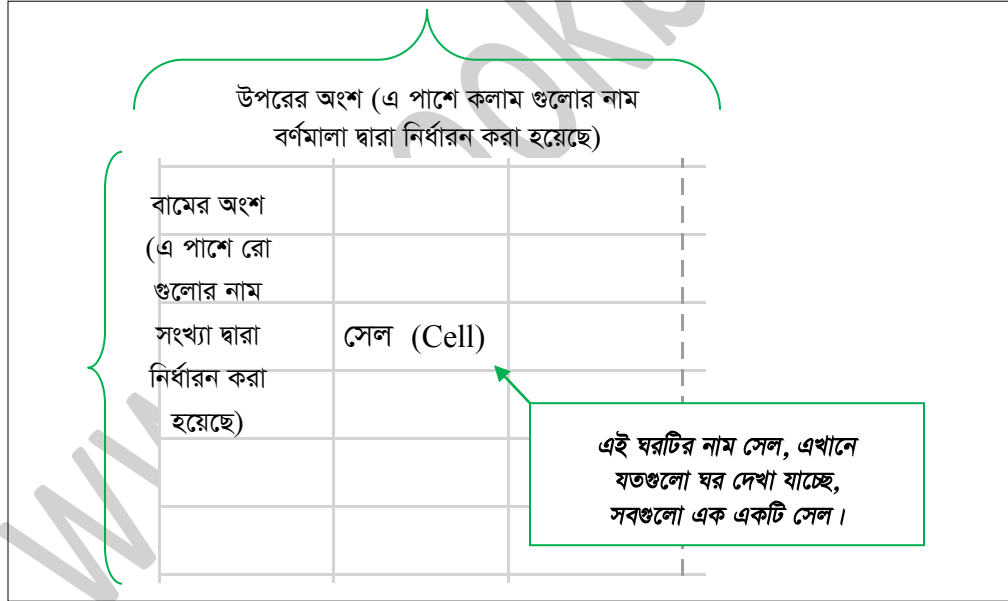 উপরের অংশ (এ পাশে কলাম গুলোর নাম
বর্ণমালা দ্বারা নির্ধারন করা হয়েছে)
বামের অংশ
(এ পাশে রো
গুলোর নাম
সংখ্যা দ্বারা
নির্ধারন করা
হয়েছে)
সেল (Cell)
এই ঘরটির নাম সেল, এখানে
যতগুলো ঘর দেখা যাচ্ছে,
সবগুলো এক একটি সেল।